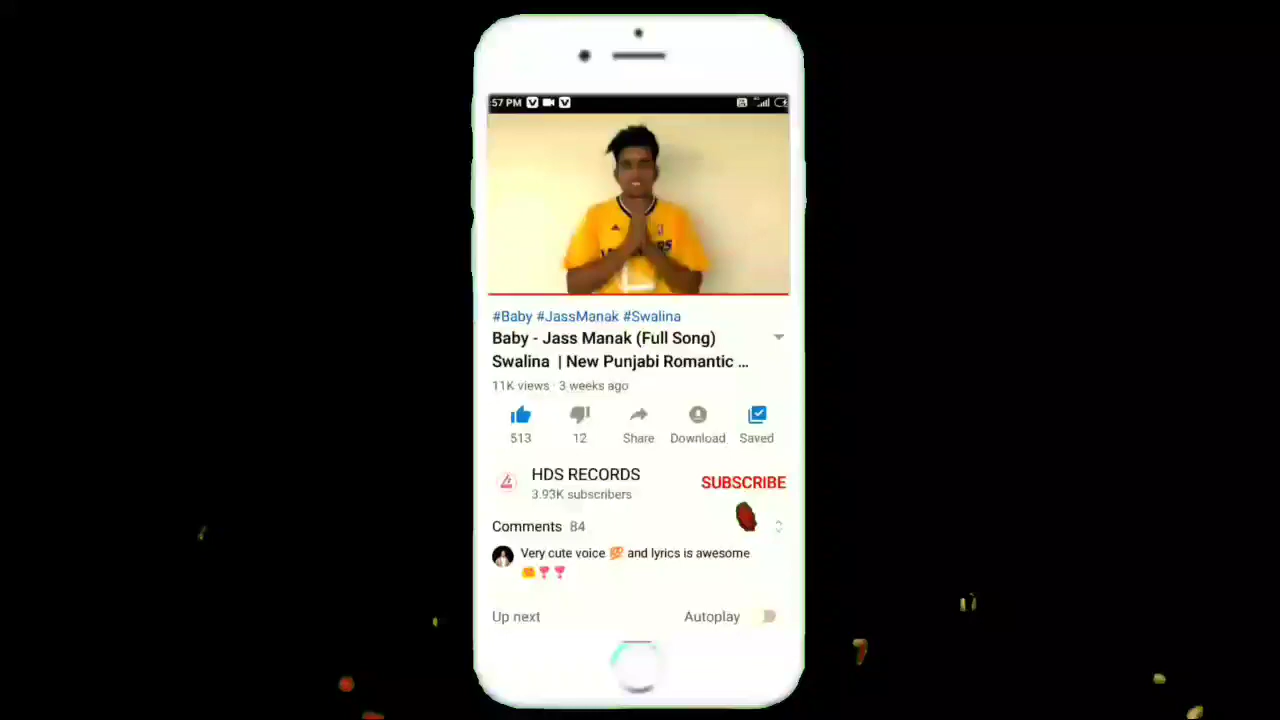 :57 PM
#Baby #JassManak #Swalina
Baby - Jass Manak (Full Song)
Swalina | New Punjabi Romantic ...
11K views · 3 weeks ago
513
12
Share
Download
Saved
HDS RECORDS
3.93K subscribers
SUBSCRIBE
Comments 84
Very cute voice 💯 and lyrics is awesome
Up next
Autoplay